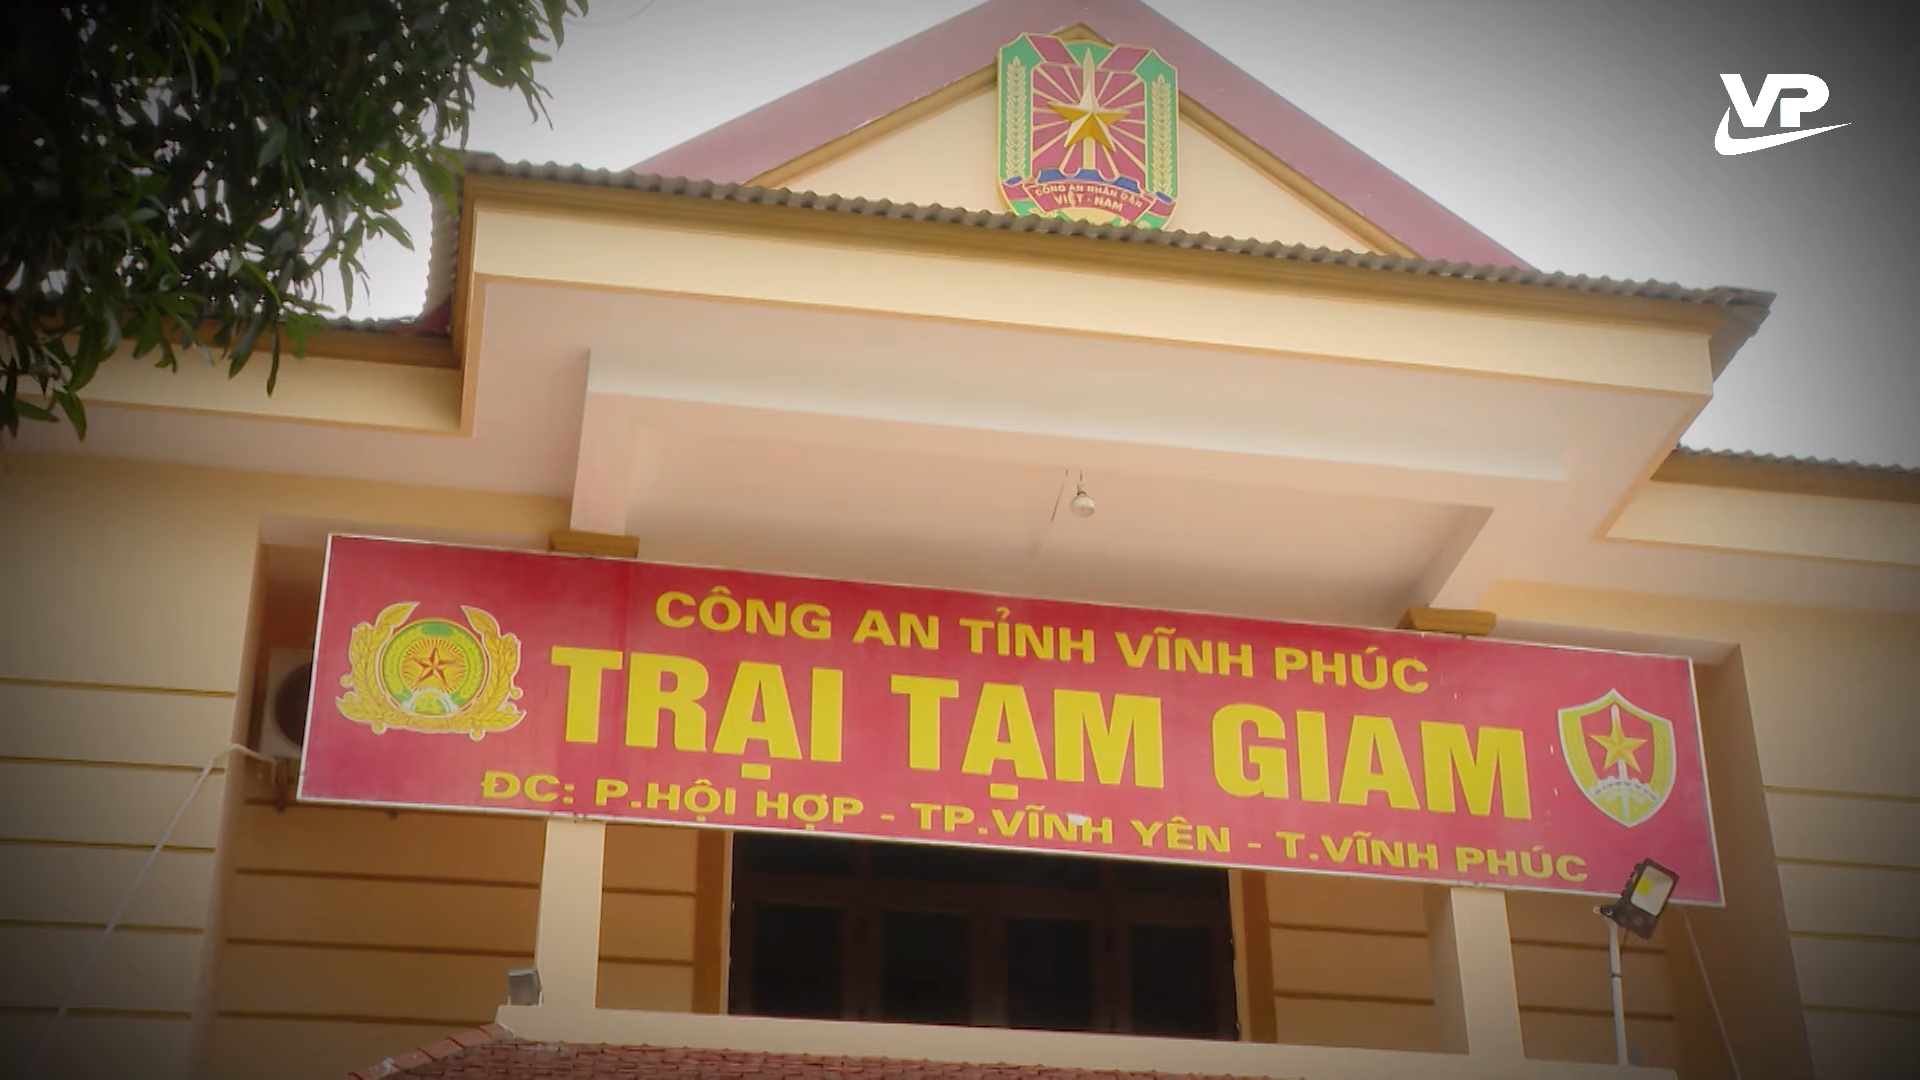 VP
CÔNG AN NHÂN DÂN
VIỆT - NAM
CÔNG AN TỈNH VĨNH PHÚC
TRẠI TẠM GIAM
ĐC: P.HỘI HỢP - TP.VĨNH YÊN - T.VĨNH PHÚC